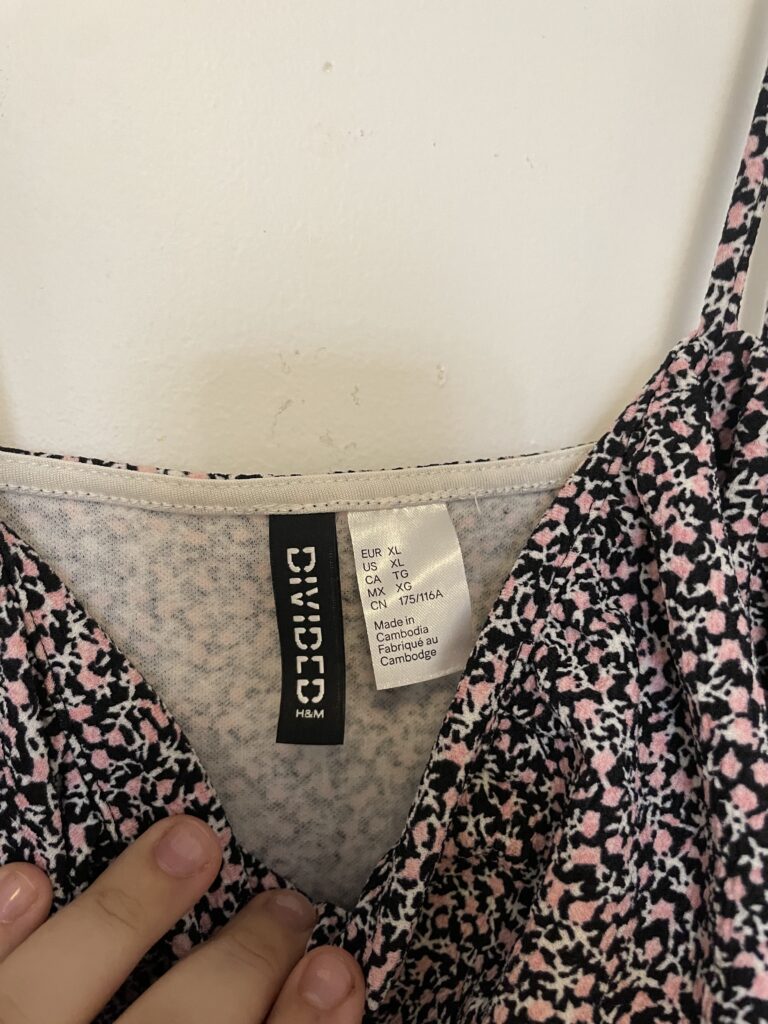 DIVIDED
H&M
EUR XL
US XL
CA TG
MX XG
CN 175/116A
Made in
Cambodia
Fabriqué au
Cambodge